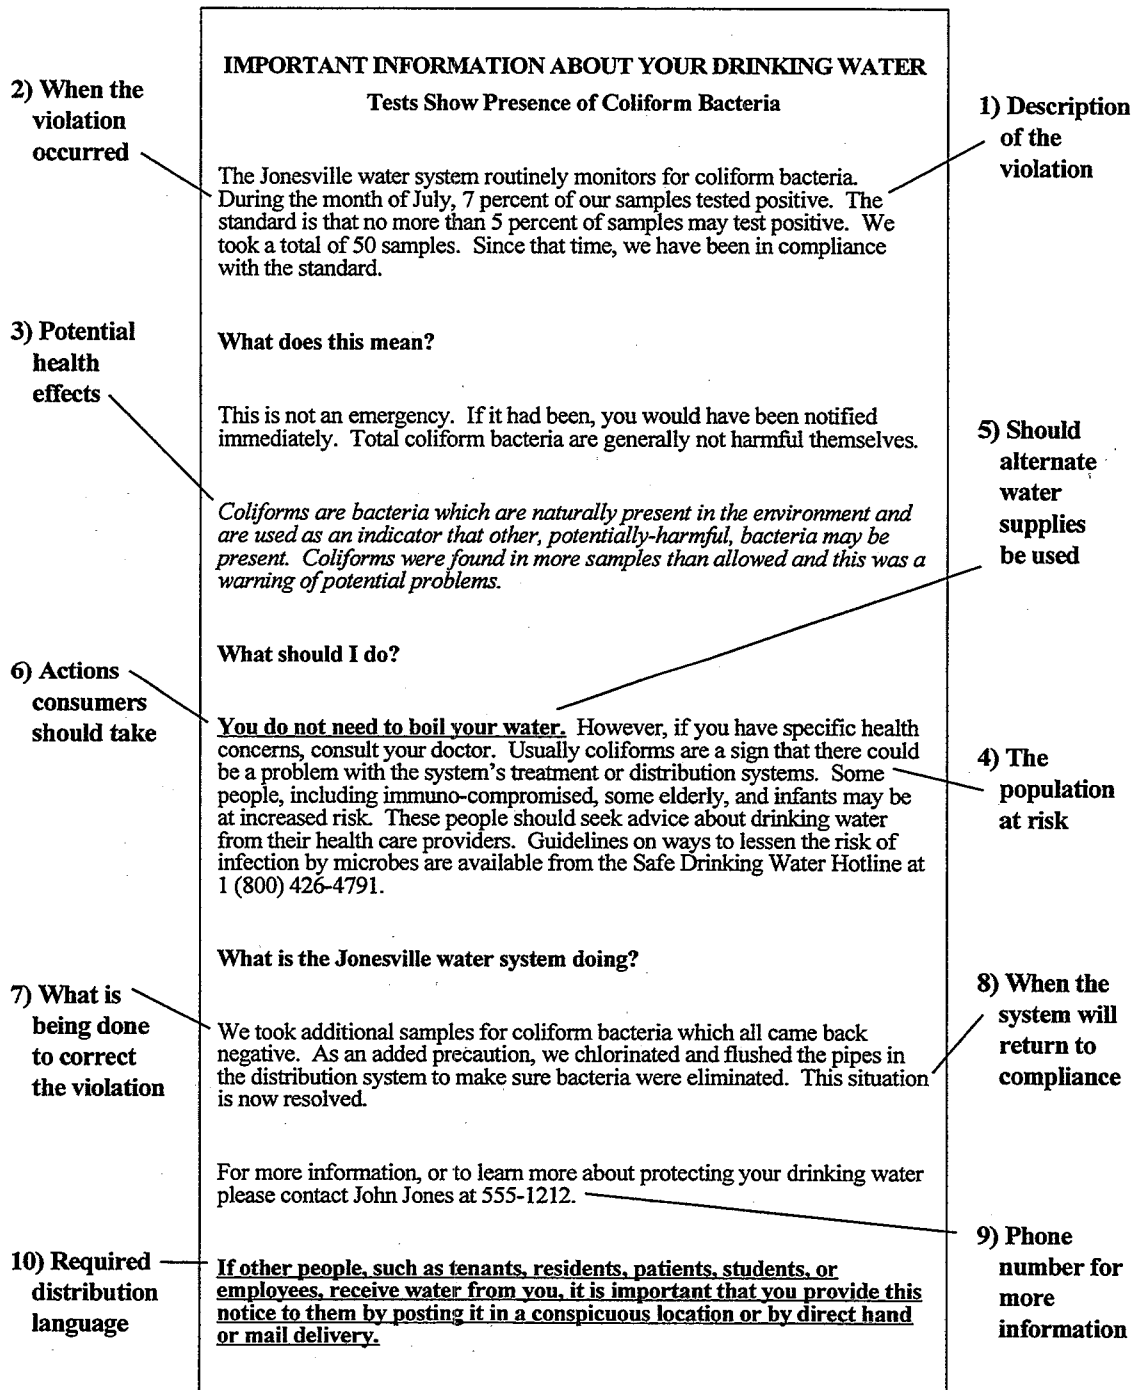 IMPORTANT INFORMATION ABOUT YOUR DRINKING WATER
Tests Show Presence of Coliform Bacteria
2) When the
violation
occurred
1) Description
of the
violation
The Jonesville water system routinely monitors for coliform bacteria.
During the month of July, 7 percent of our samples tested positive. The
standard is that no more than 5 percent of samples may test positive. We
took a total of 50 samples. Since that time, we have been in compliance
with the standard.
3) Potential
health
effects
What does this mean?
This is not an emergency. If it had been, you would have been notified
immediately. Total coliform bacteria are generally not harmful themselves.
5) Should
alternate
water
supplies
be used
Coliforms are bacteria which are naturally present in the environment and
are used as an indicator that other, potentially-harmful, bacteria may be
present. Coliforms were found in more samples than allowed and this was a
warning of potential problems.
What should I do?
6) Actions
consumers
should take
You do not need to boil your water. However, if you have specific health
concerns, consult your doctor. Usually coliforms are a sign that there could
be a problem with the system's treatment or distribution systems. Some
people, including immuno-compromised, some elderly, and infants may be
at increased risk. These people should seek advice about drinking water
from their health care providers. Guidelines on ways to lessen the risk of
infection by microbes are available from the Safe Drinking Water Hotline at
1 (800) 426-4791.
4) The
population
at risk
What is the Jonesville water system doing?
7) What is
being done
to correct
the violation
8) When the
system will
return to
compliance
We took additional samples for coliform bacteria which all came back
negative. As an added precaution, we chlorinated and flushed the pipes in
the distribution system to make sure bacteria were eliminated. This situation
is now resolved.
For more information, or to learn more about protecting your drinking water
please contact John Jones at 555-1212.
9) Phone
number for
more
information
10) Required
distribution
language
If other people, such as tenants, residents, patients, students, or
employees, receive water from you, it is important that you provide this
notice to them by posting it in a conspicuous location or by direct hand
or mail delivery.